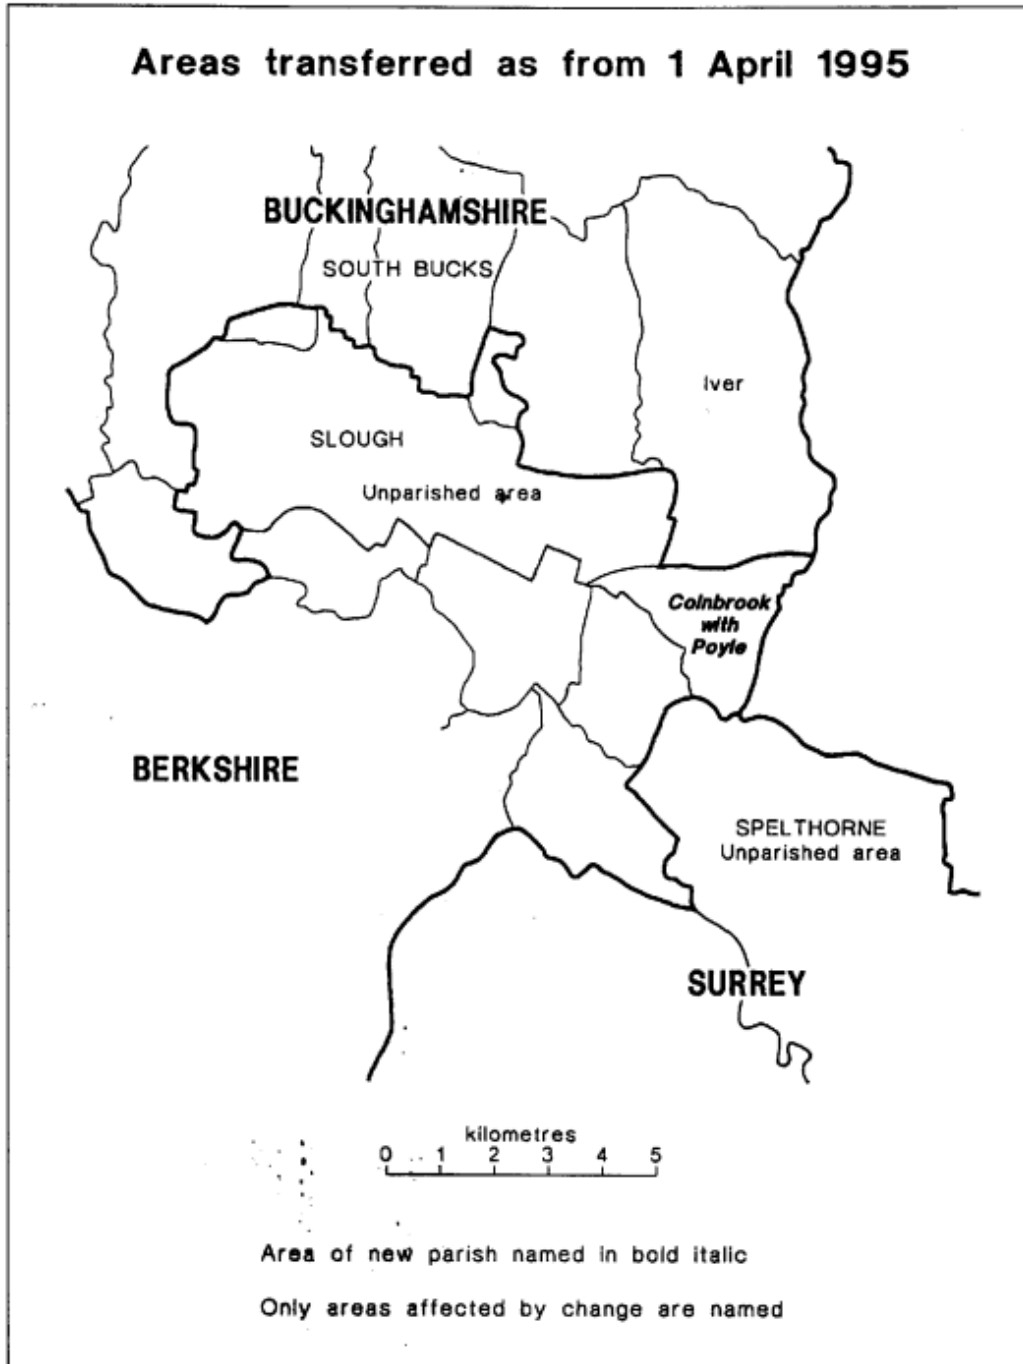 Areas transferred as from 1 April 1995
BUCKINGHAMSHIRE
SOUTH BUCKS
Iver
SLOUGH
Unparished area
Colnbrook
with
Poyle
BERKSHIRE
SPELTHORNE
Unparished area
SURREY
kilometres
0 1 2 3 4 5
Area of new parish named in bold italic
Only areas affected by change are named